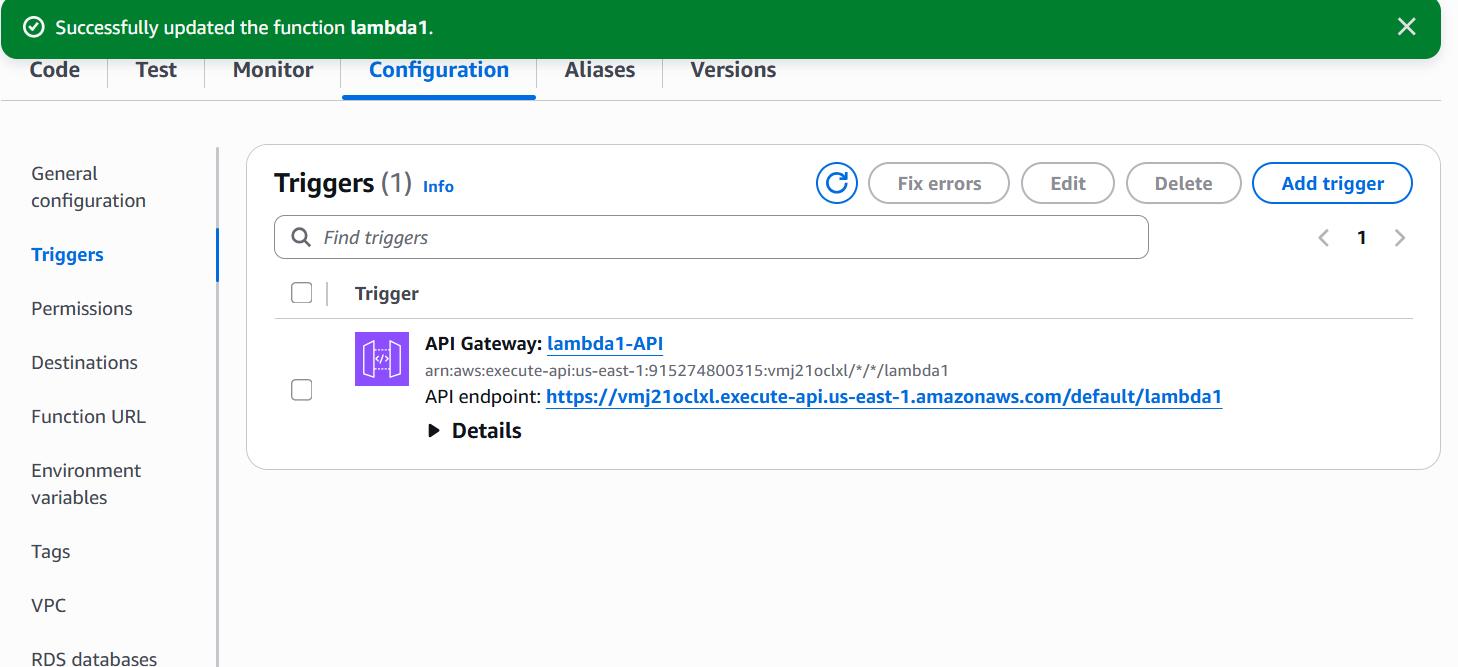 Successfully updated the function lambda1.
Code
Test
Monitor
Configuration
Aliases
Versions
General
configuration
Triggers
Permissions
Destinations
Function URL
Environment
variables
Tags
VPC
RDS databases
Triggers (1) Info
Fix errors
Edit
Delete
Add trigger
Find triggers
1
Trigger
API Gateway: lambda1-API
arn:aws:execute-api:us-east-1:915274800315:vmj21oclxl/*/*/lambda1
API endpoint: https://vmj21oclxl.execute-api.us-east-1.amazonaws.com/default/lambda1
Details